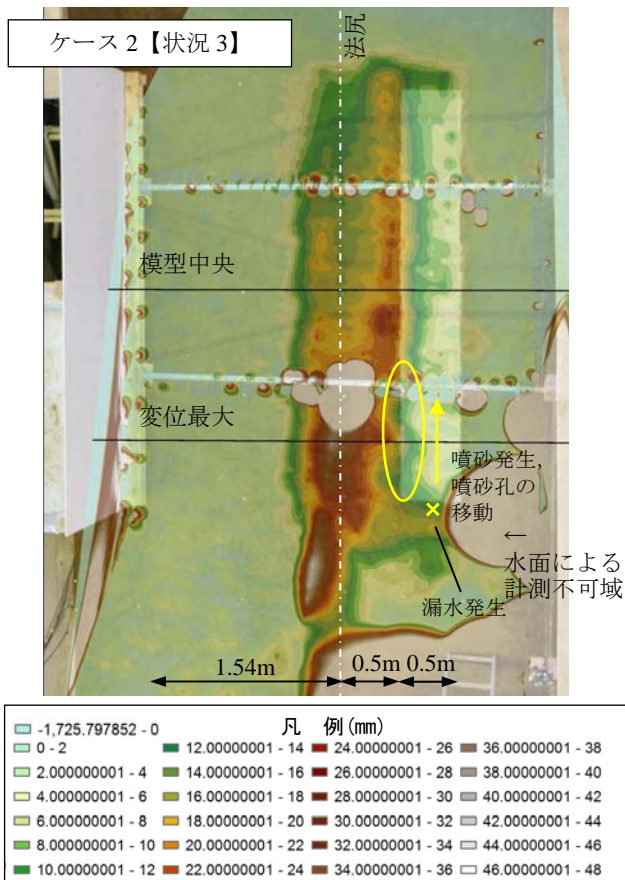 ケース 2【状況 3】
法尻
模型中央
変位最大
噴砂発生，
噴砂孔の
移動
←
水面による
計測不可域
漏水発生
1.54m
0.5m
0.5m
凡 例(mm)
-1,725.797852 - 0
0 - 2
2.000000001 - 4
4.000000001 - 6
6.000000001 - 8
8.000000001 - 10
10.00000001 - 12
12.00000001 - 14
14.00000001 - 16
16.00000001 - 18
18.00000001 - 20
20.00000001 - 22
22.00000001 - 24
24.00000001 - 26
26.00000001 - 28
28.00000001 - 30
30.00000001 - 32
32.00000001 - 34
34.00000001 - 36
36.00000001 - 38
38.00000001 - 40
40.00000001 - 42
42.00000001 - 44
44.00000001 - 46
46.00000001 - 48